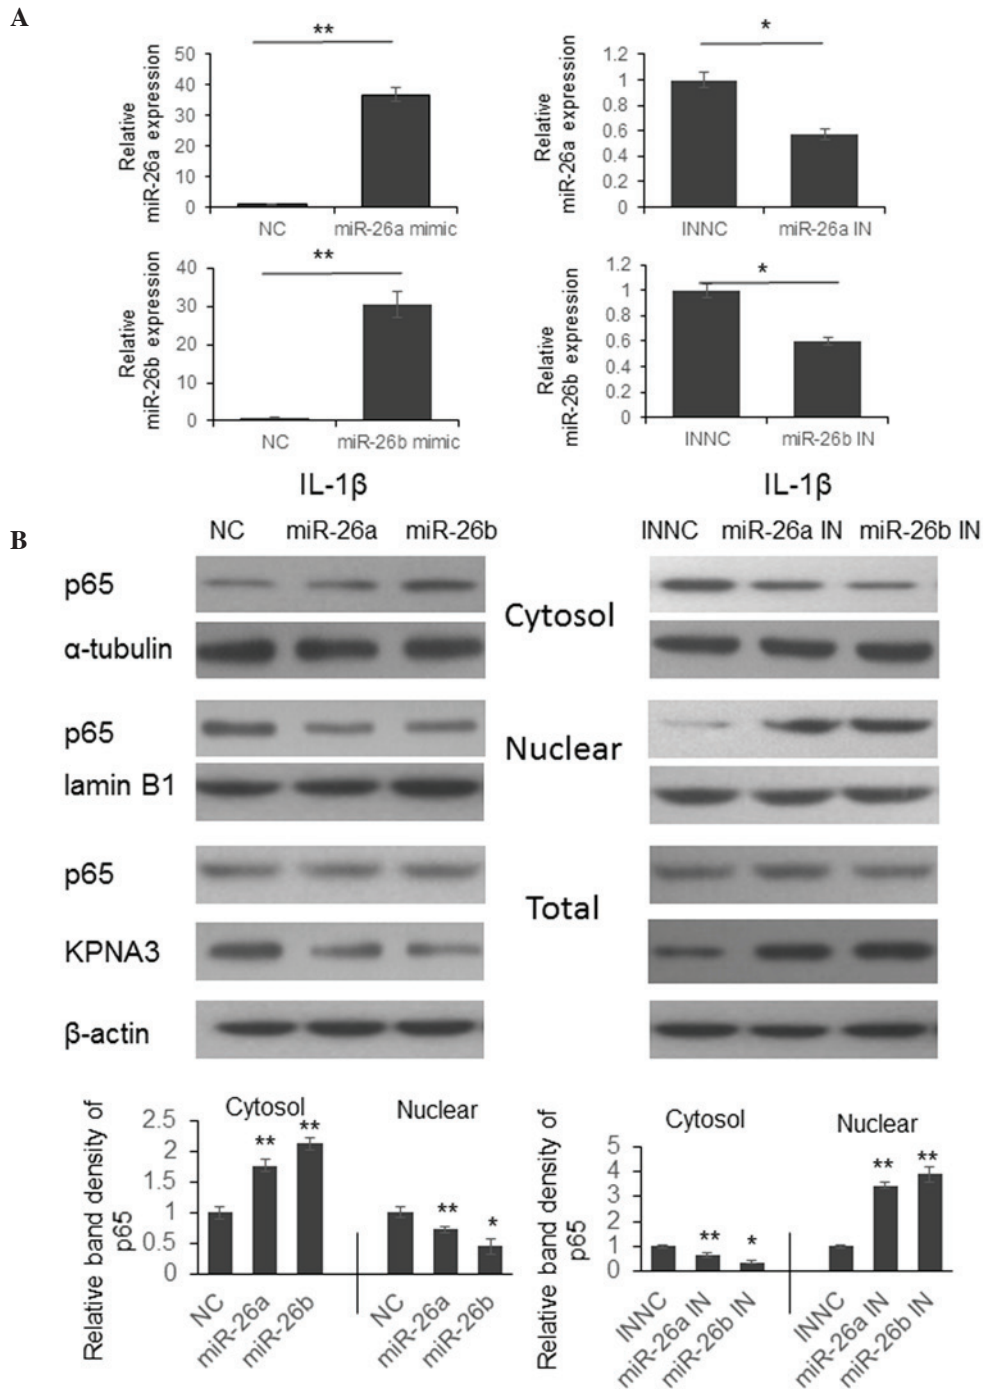 A
**
50
40
30
20
10
0
Relative
miR-26a expression
NC
miR-26a mimic
*
1.2
1
0.8
0.6
0.4
0.2
0
Relative
miR-26a expression
INNC
miR-26a IN
**
40
30
20
10
0
Relative
miR-26b expression
NC
miR-26b mimic
*
1.2
1
0.8
0.6
0.4
0.2
0
Relative
miR-26b expression
INNC
miR-26b IN
IL-1β
IL-1β
B
NC miR-26a miR-26b
INNC miR-26a IN miR-26b IN
p65
α-tubulin
Cytosol
p65
lamin B1
Nuclear
p65
KPNA3
β-actin
Total
Relative band density of
p65
2.5
2
1.5
1
0.5
0
Cytosol
Nuclear
**
**
**
*
NC
miR-26a
miR-26b
NC
miR-26a
miR-26b
Relative band density of
p65
5
4
3
2
1
0
Cytosol
Nuclear
**
*
**
**
INNC
miR-26a IN
miR-26b IN
INNC
miR-26a IN
miR-26b IN